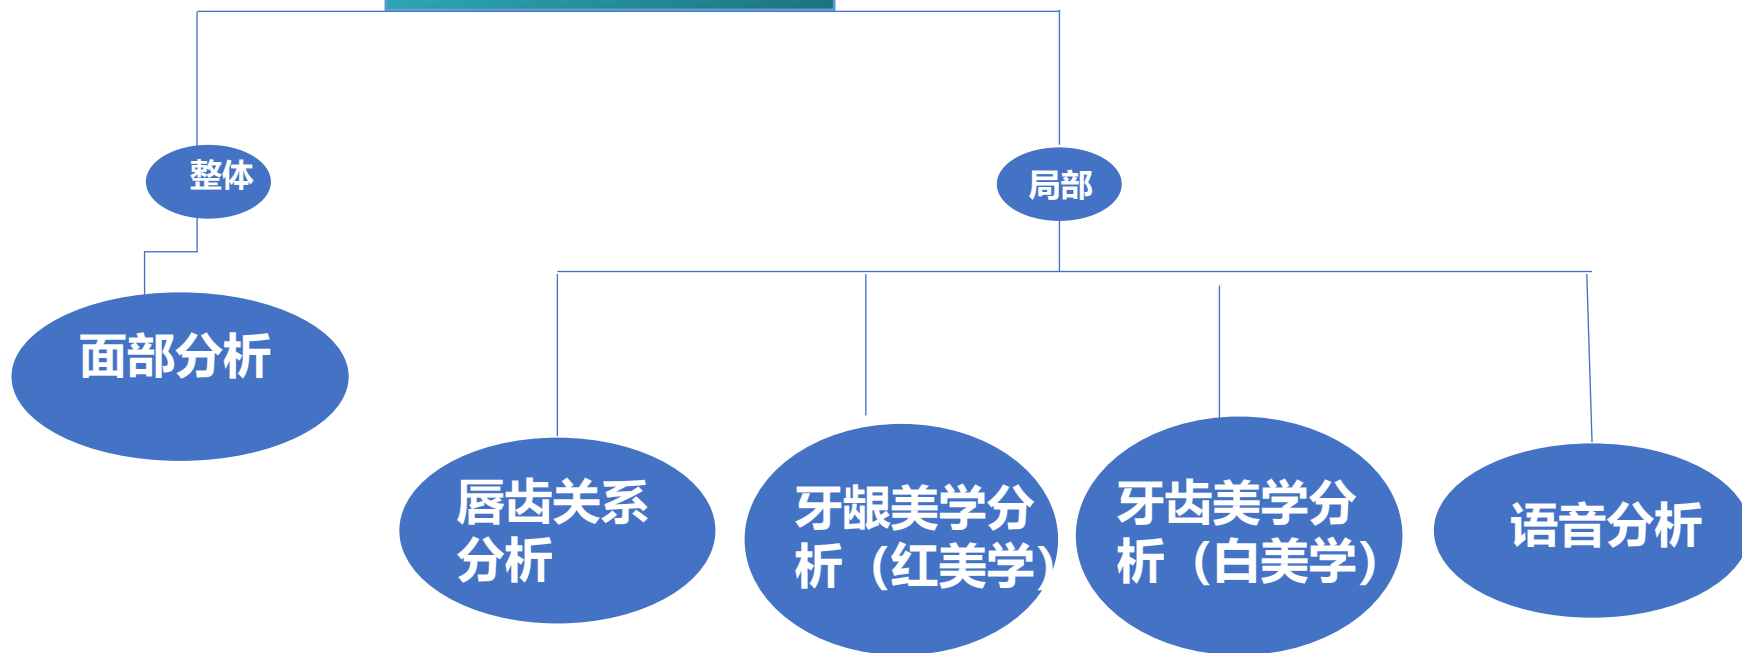 整体
局部
面部分析
唇齿关系
分析
牙龈美学分
析（红美学）
牙齿美学分
析（白美学）
语音分析